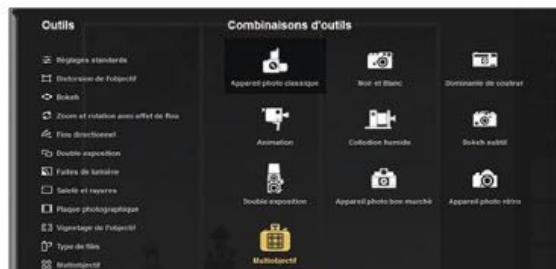 Outils
Réglages standards
Distorsion de l'objectif
Bokeh
Zoom et rotation avec effet de flou
Fine directionnel
Double exposition
Fuites de lumière
Saleté et rayures
Plaque photographique
Vignetage de l'objectif
Type de film
Multiobjectif
Combinaisons d'outils
Appareil photo classique
Noir et Blanc
Dominante de couleur
Animation
Collodion humide
Bokeh subtil
Double exposition
Appareil photo bon marché
Appareil photo rétro
Multiobjectif